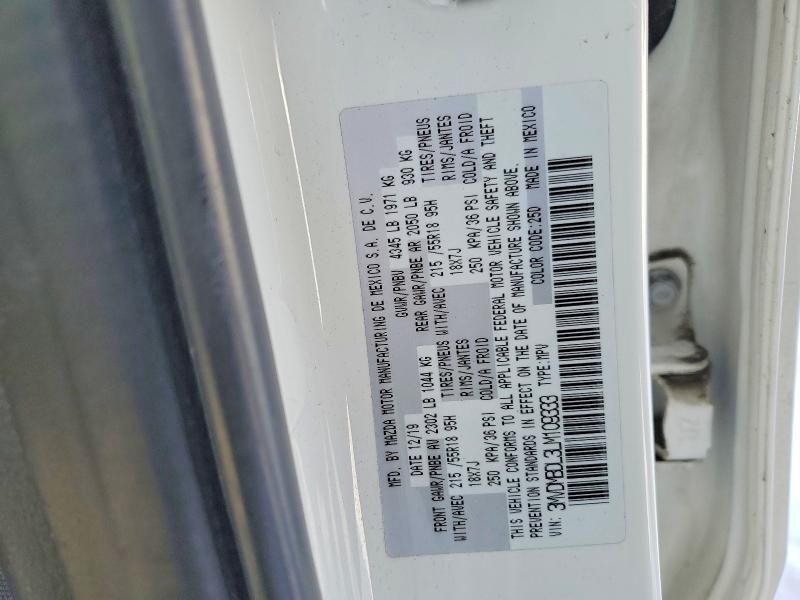 MFD. BY MAZDA MOTOR MANUFACTURING DE MEXICO S.A. DE C.V.
DATE 12/19 GVWR/PNBV 4345 LB 1971 KG
FRONT GAWR/PNBE AV 2302 LB 1044 KG REAR GAWR/PNBE AR 2050 LB 930 KG
WITH/AVEC 215 /55R18 95H TIRES/PNEUS WITH/AVEC 215 /55R18 95H TIRES/PNEUS
18X7J RIMS/JANTES 18X7J RIMS/JANTES
250 KPA/36 PSI COLD/A FROID 250 KPA/36 PSI COLD/A FROID
THIS VEHICLE CONFORMS TO ALL APPLICABLE FEDERAL MOTOR VEHICLE SAFETY AND THEFT
PREVENTION STANDARDS IN EFFECT ON THE DATE OF MANUFACTURE SHOWN ABOVE.
VIN: 3MVDMBDL3LM109333 TYPE:MPV COLOR CODE:25D MADE IN MEXICO